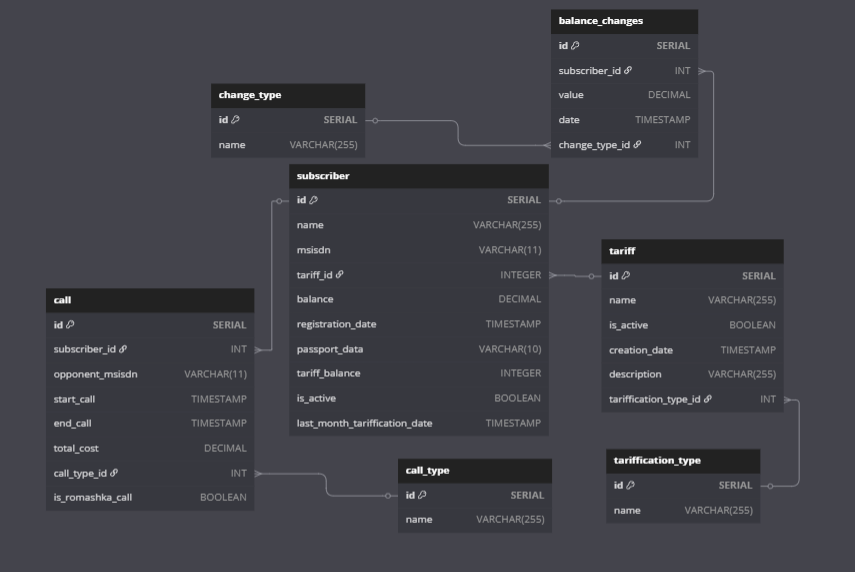 balance_changes
id SERIAL
subscriber_id INT
value DECIMAL
date TIMESTAMP
change_type_id INT
change_type
id SERIAL
name VARCHAR(255)
subscriber
id SERIAL
name VARCHAR(255)
msisdn VARCHAR(11)
tariff_id INTEGER
balance DECIMAL
registration_date TIMESTAMP
passport_data VARCHAR(10)
tariff_balance INTEGER
is_active BOOLEAN
last_month_tariffication_date TIMESTAMP
tariff
id SERIAL
name VARCHAR(255)
is_active BOOLEAN
creation_date TIMESTAMP
description VARCHAR(255)
tariffication_type_id INT
call
id SERIAL
subscriber_id INT
opponent_msisdn VARCHAR(11)
start_call TIMESTAMP
end_call TIMESTAMP
total_cost DECIMAL
call_type_id INT
is_romashka_call BOOLEAN
call_type
id SERIAL
name VARCHAR(255)
tariffication_type
id SERIAL
name VARCHAR(255)